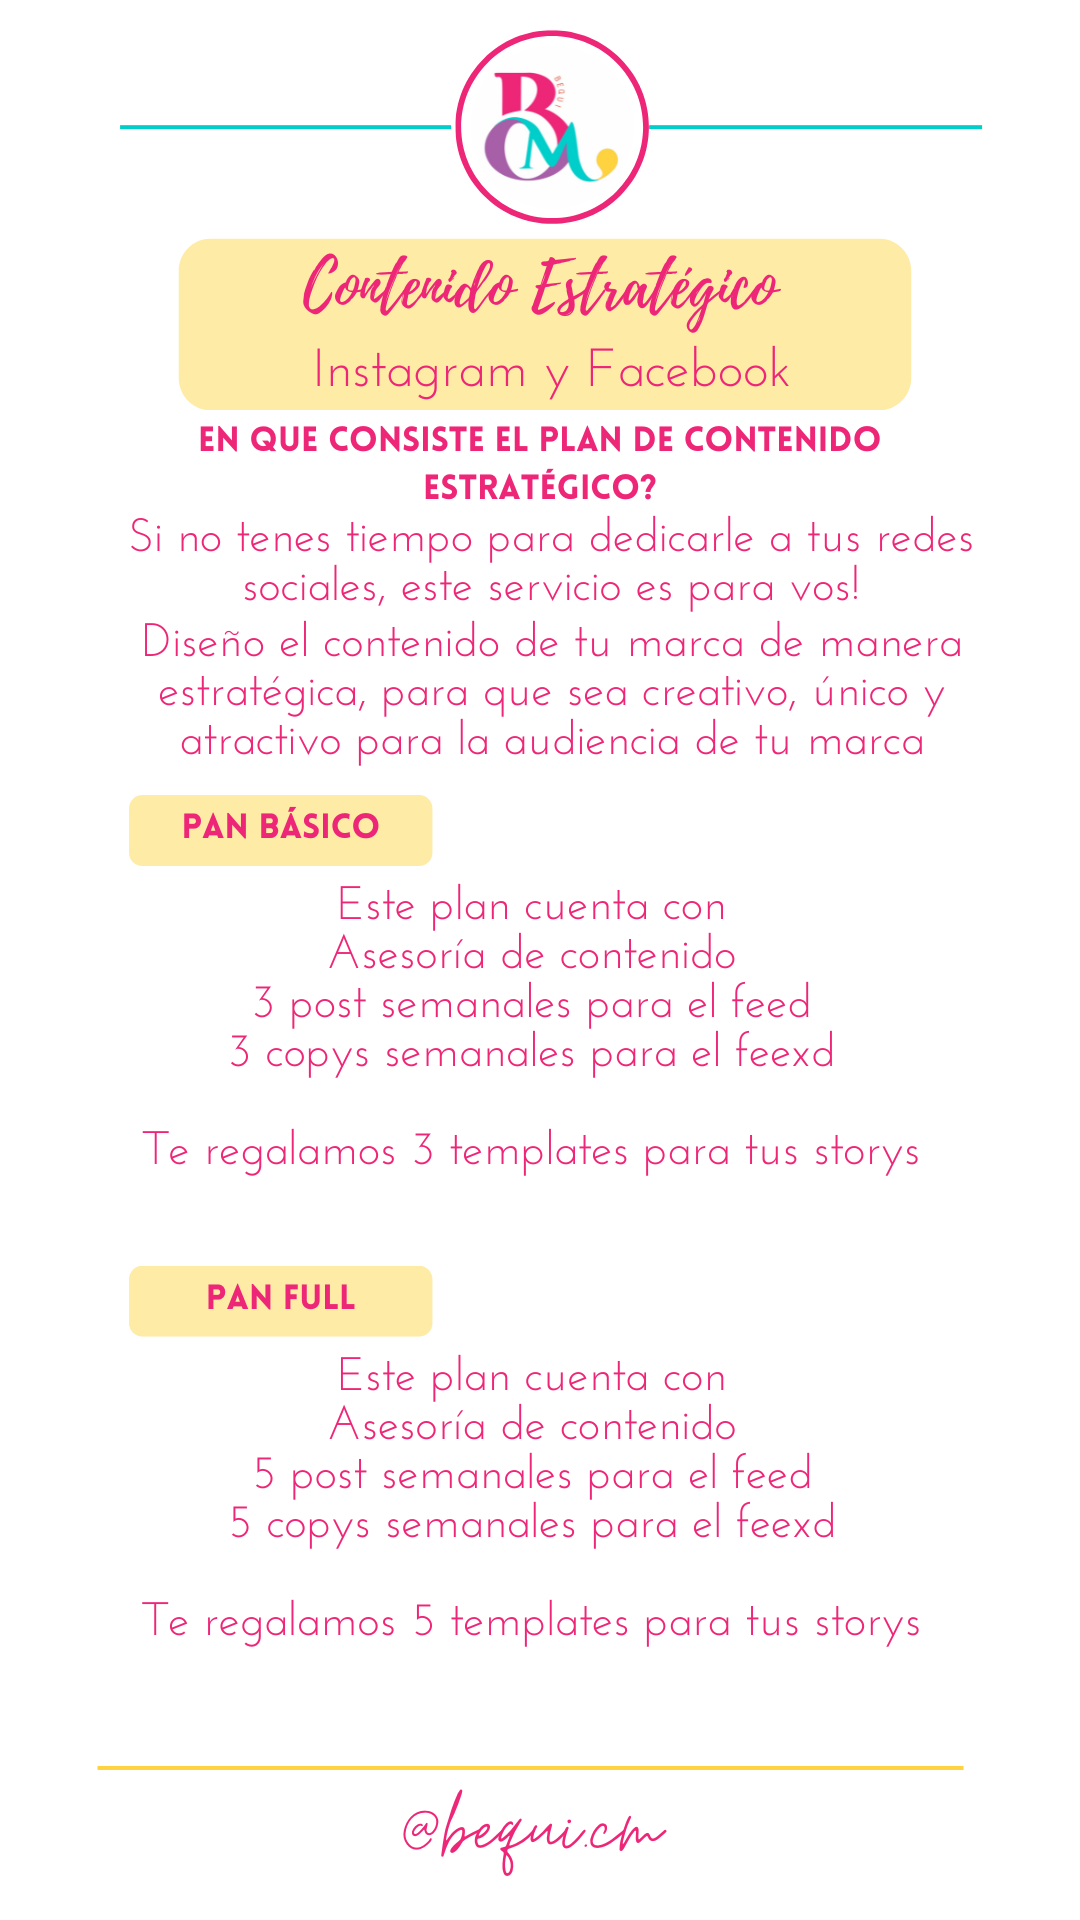 BCM
BEQUI
Contenido Estratégico
Instagram y Facebook
EN QUE CONSISTE EL PLAN DE CONTENIDO
ESTRATÉGICO?
Si no tenes tiempo para dedicarle a tus redes
sociales, este servicio es para vos!
Diseño el contenido de tu marca de manera
estratégica, para que sea creativo, único y
atractivo para la audiencia de tu marca
PAN BÁSICO
Este plan cuenta con
Asesoría de contenido
3 post semanales para el feed
3 copys semanales para el feexd
Te regalamos 3 templates para tus storys
PAN FULL
Este plan cuenta con
Asesoría de contenido
5 post semanales para el feed
5 copys semanales para el feexd
Te regalamos 5 templates para tus storys
@bequi.cm